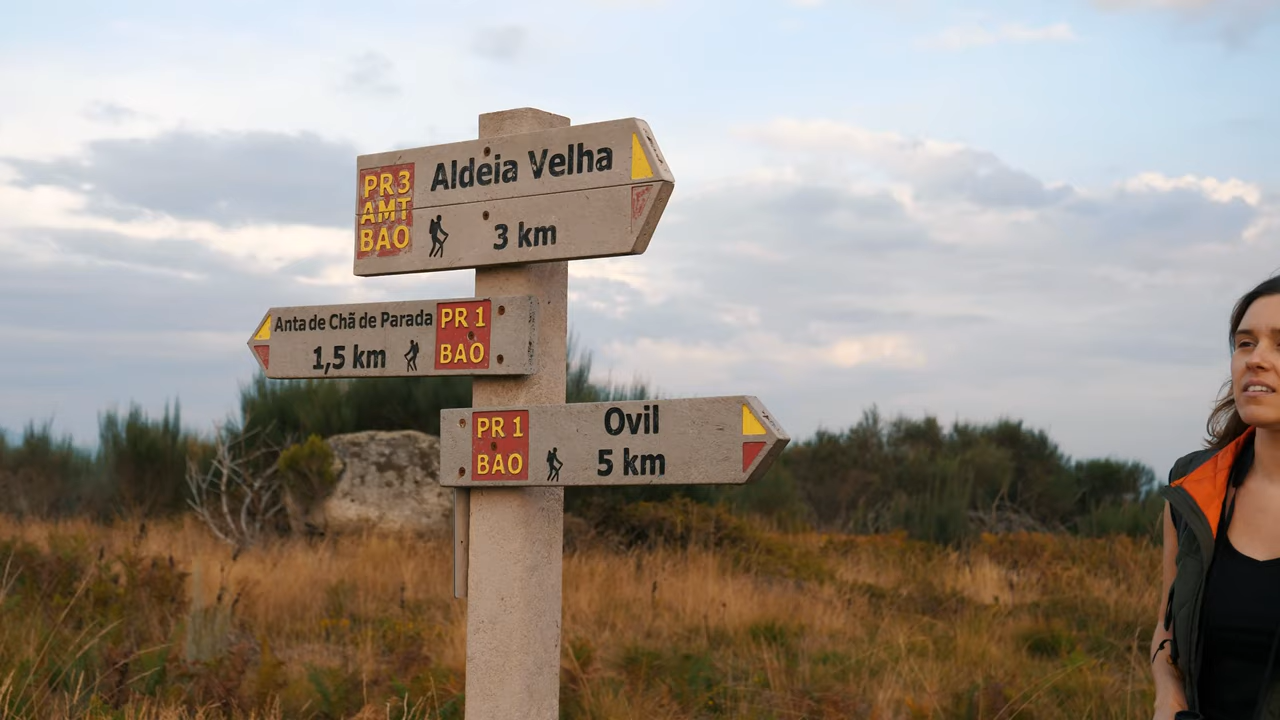 PR3
AMT
BAO
Aldeia Velha
3 km
Anta de Chã de Parada
1,5 km
PR 1
BAO
PR 1
BAO
Ovil
5 km